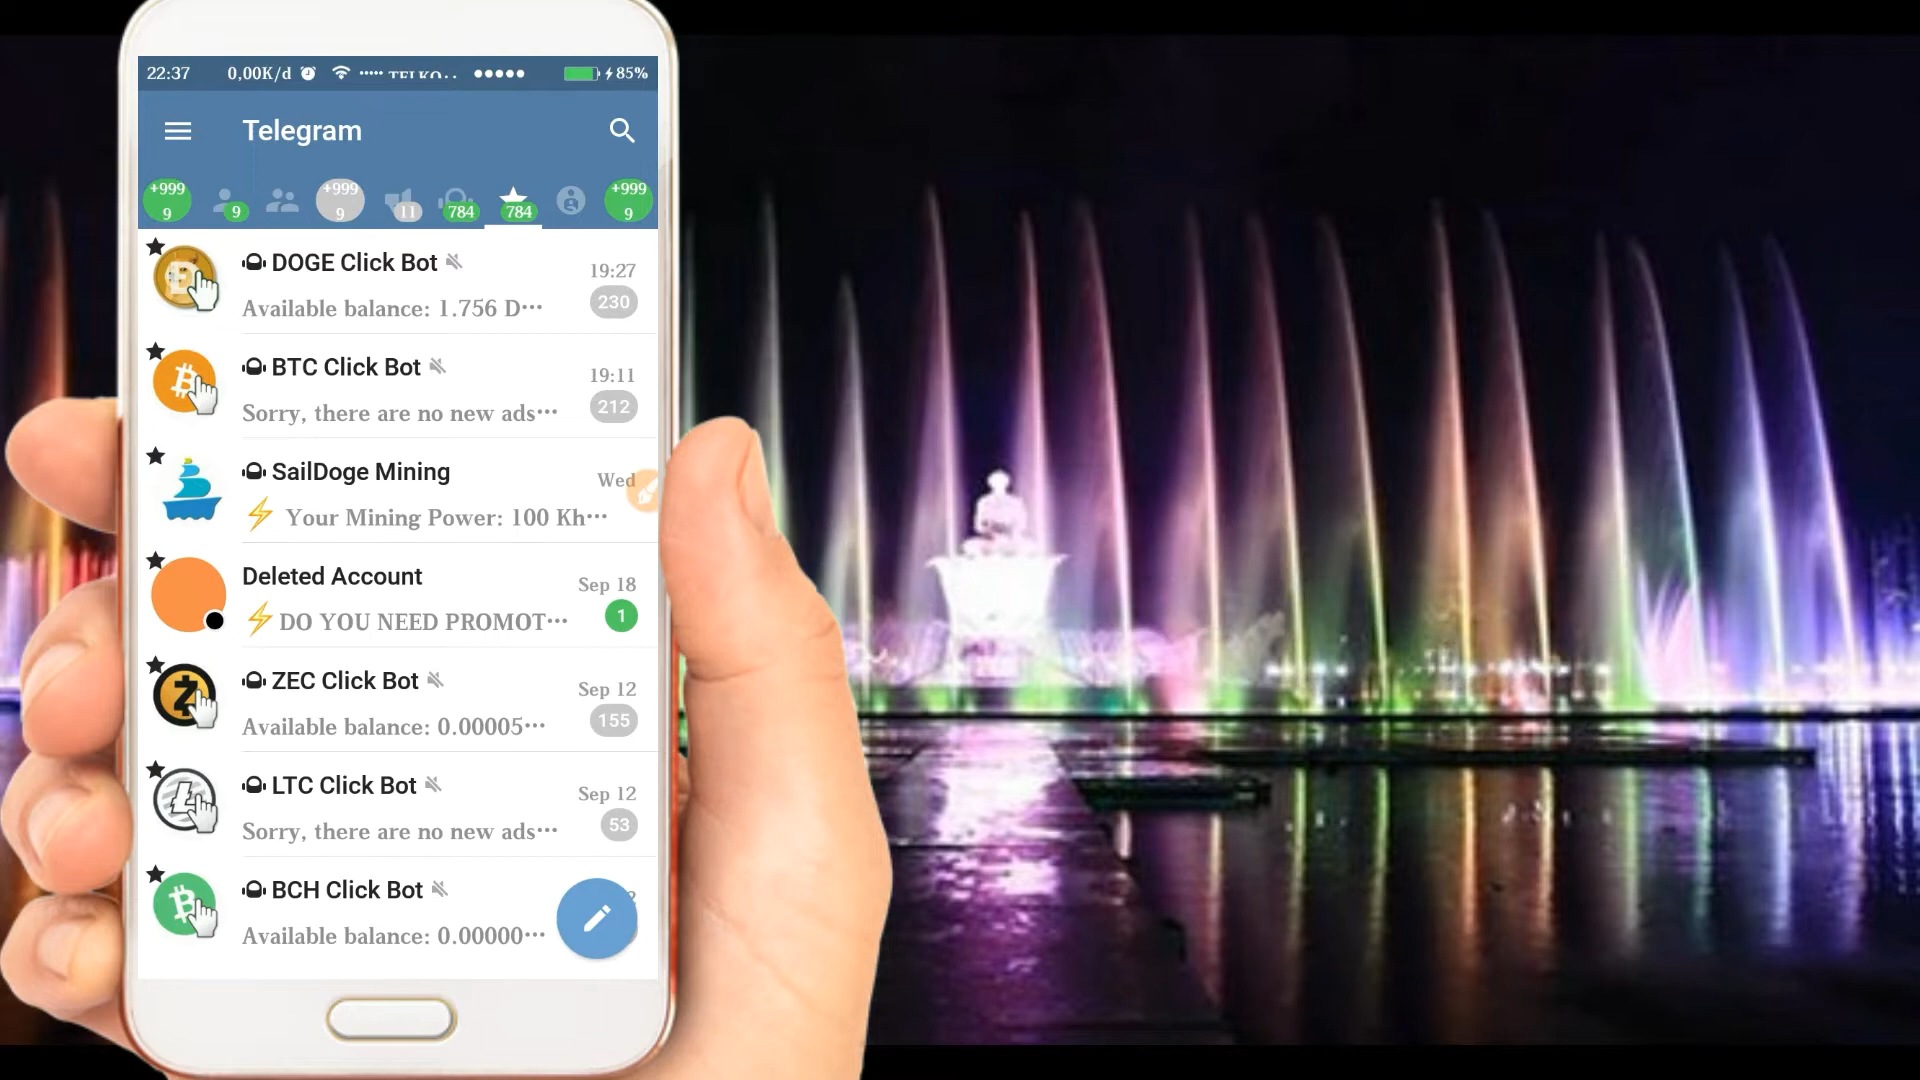 22:37 0,00K/d 85%
Telegram
+999 +999 +999
9 9 9 11 784 784 9
DOGE Click Bot 19:27
Available balance: 1.756 D··· 230
BTC Click Bot 19:11
Sorry, there are no new ads··· 212
SailDoge Mining Wed
Your Mining Power: 100 Kh···
Deleted Account Sep 18
DO YOU NEED PROMOT··· 1
ZEC Click Bot Sep 12
Available balance: 0.00005··· 155
LTC Click Bot Sep 12
Sorry, there are no new ads··· 53
BCH Click Bot
Available balance: 0.00000···